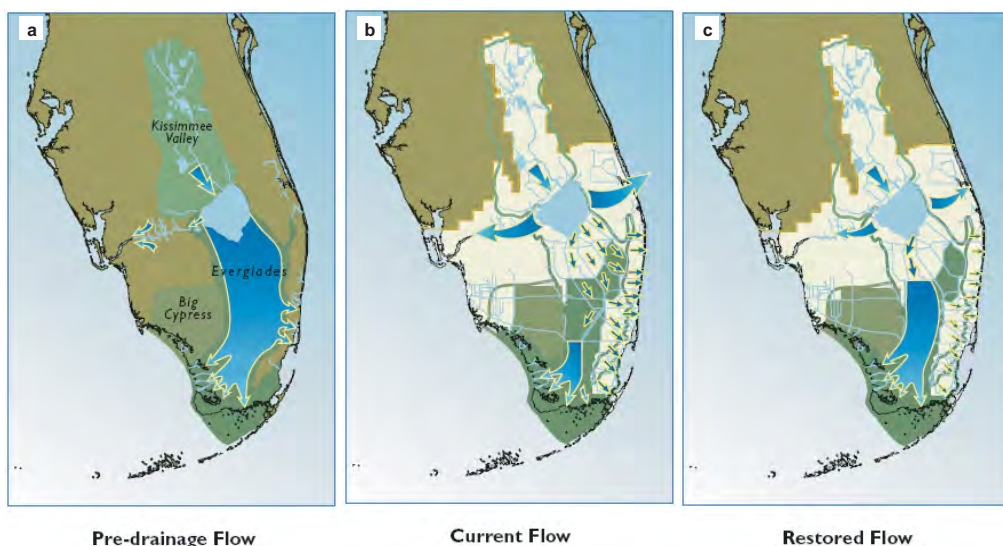 a
Kissimmee
Valley
Everglades
Big
Cypress
b
c
Pre-drainage Flow
Current Flow
Restored Flow